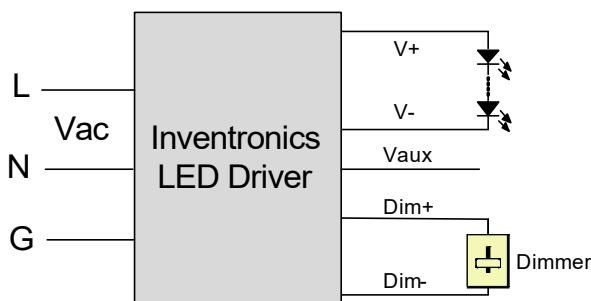 L
Vac
N
G
Inventronics
LED Driver
V+
V-
Vaux
Dim+
Dim-
Dimmer